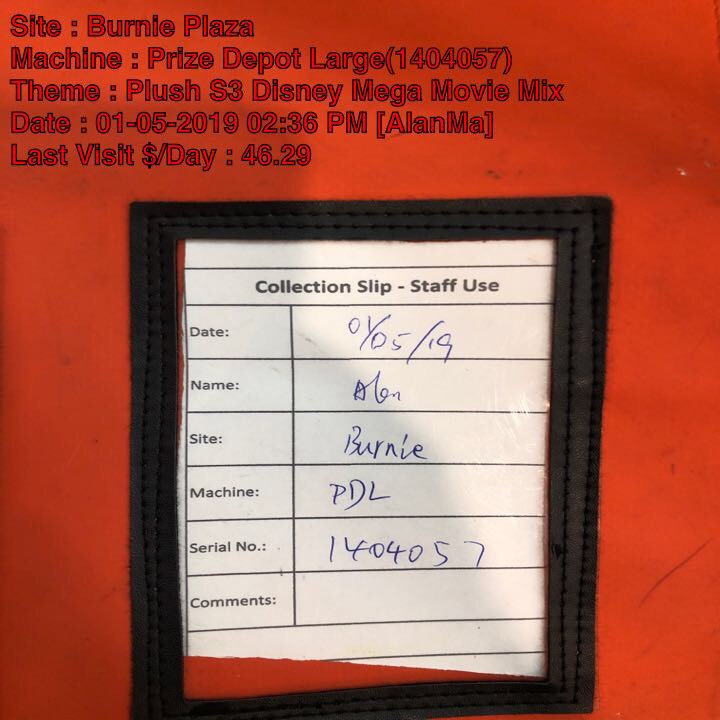 Site : Burnie Plaza
Machine : Prize Depot Large(1404057)
Theme : Plush S3 Disney Mega Movie Mix
Date : 01-05-2019 02:36 PM [AlanMa]
Last Visit $/Day : 46.29
Collection Slip - Staff Use
Date: 01/05/19
Name: Alan
Site: Burnie
Machine: PDL
Serial No.: 1404057
Comments: